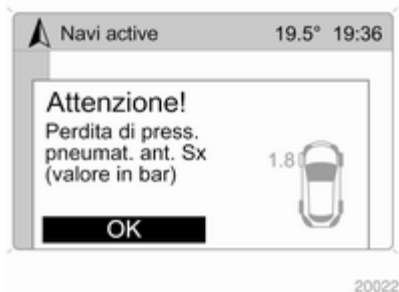 Navi active 19.5° 19:36
Attenzione!
Perdita di press.
pneumat. ant. Sx
(valore in bar)
1.8
OK
20022